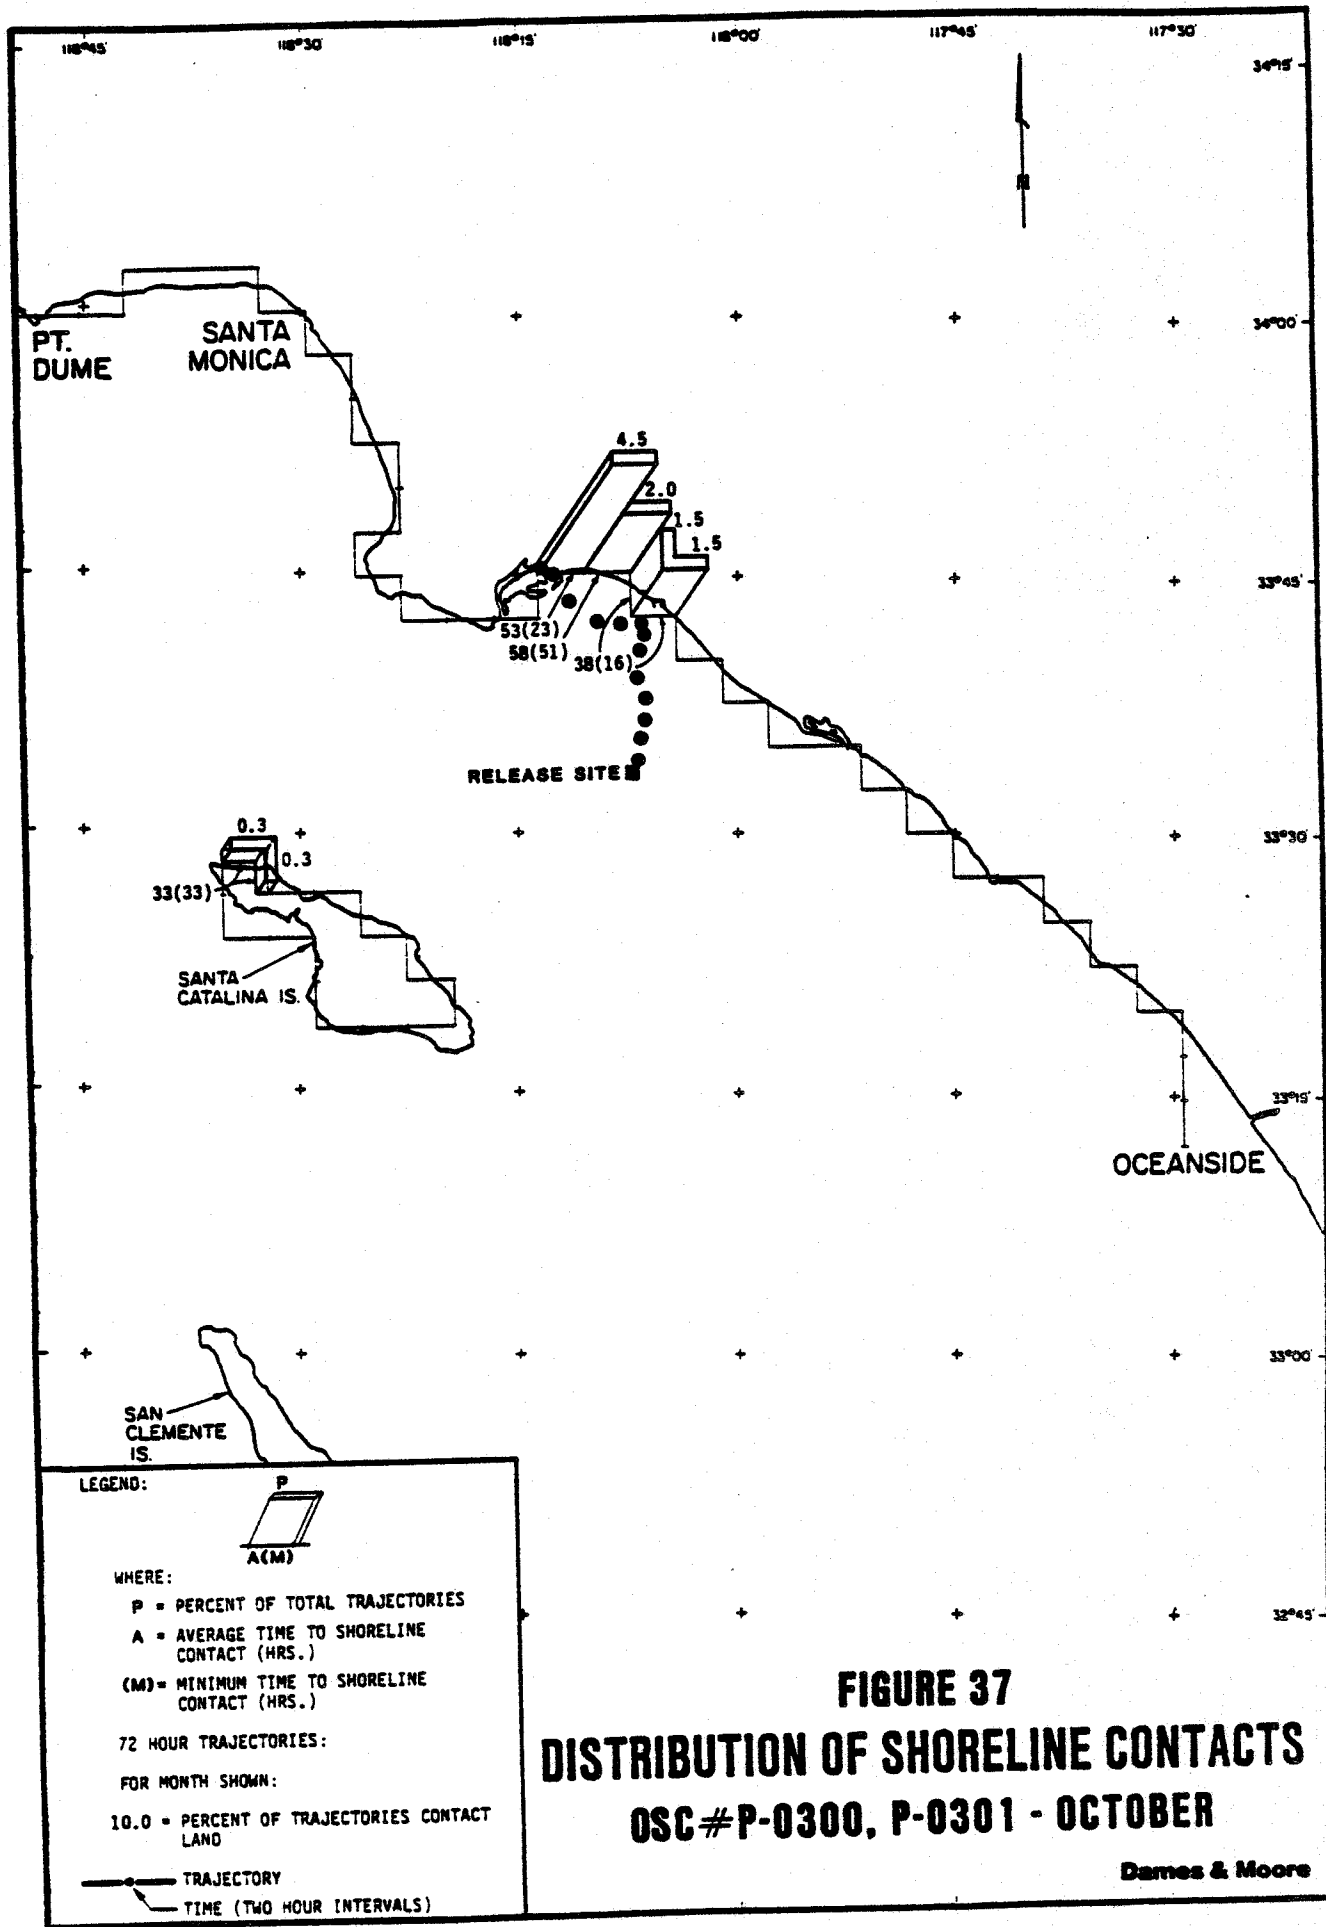 118°45' 118°30' 118°15' 118°00' 117°45' 117°30'
34°15'
N
34°00'
PT.
DUME
SANTA
MONICA
4.5
2.0
1.5
1.5
33°45'
53(23)
58(51)
38(16)
RELEASE SITE
33°30'
0.3
0.3
33(33)
SANTA
CATALINA IS.
33°15'
OCEANSIDE
33°00'
SAN
CLEMENTE
IS.
32°45'
LEGEND:
P
A(M)
WHERE:
P = PERCENT OF TOTAL TRAJECTORIES
A = AVERAGE TIME TO SHORELINE
CONTACT (HRS.)
(M)= MINIMUM TIME TO SHORELINE
CONTACT (HRS.)
72 HOUR TRAJECTORIES:
FOR MONTH SHOWN:
10.0 = PERCENT OF TRAJECTORIES CONTACT
LAND
TRAJECTORY
TIME (TWO HOUR INTERVALS)
FIGURE 37
DISTRIBUTION OF SHORELINE CONTACTS
OSC#P-0300, P-0301 - OCTOBER
Dames & Moore